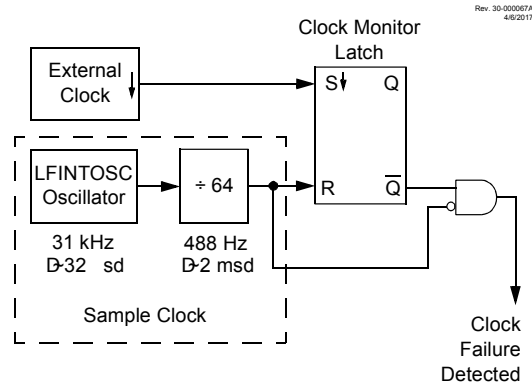 Rev. 30-000067A
4/6/2017
Clock Monitor
Latch
External
Clock
S
Q
LFINTOSC
Oscillator
÷ 64
R
Q
31 kHz
488 Hz
Sample Clock
Clock
Failure
Detected